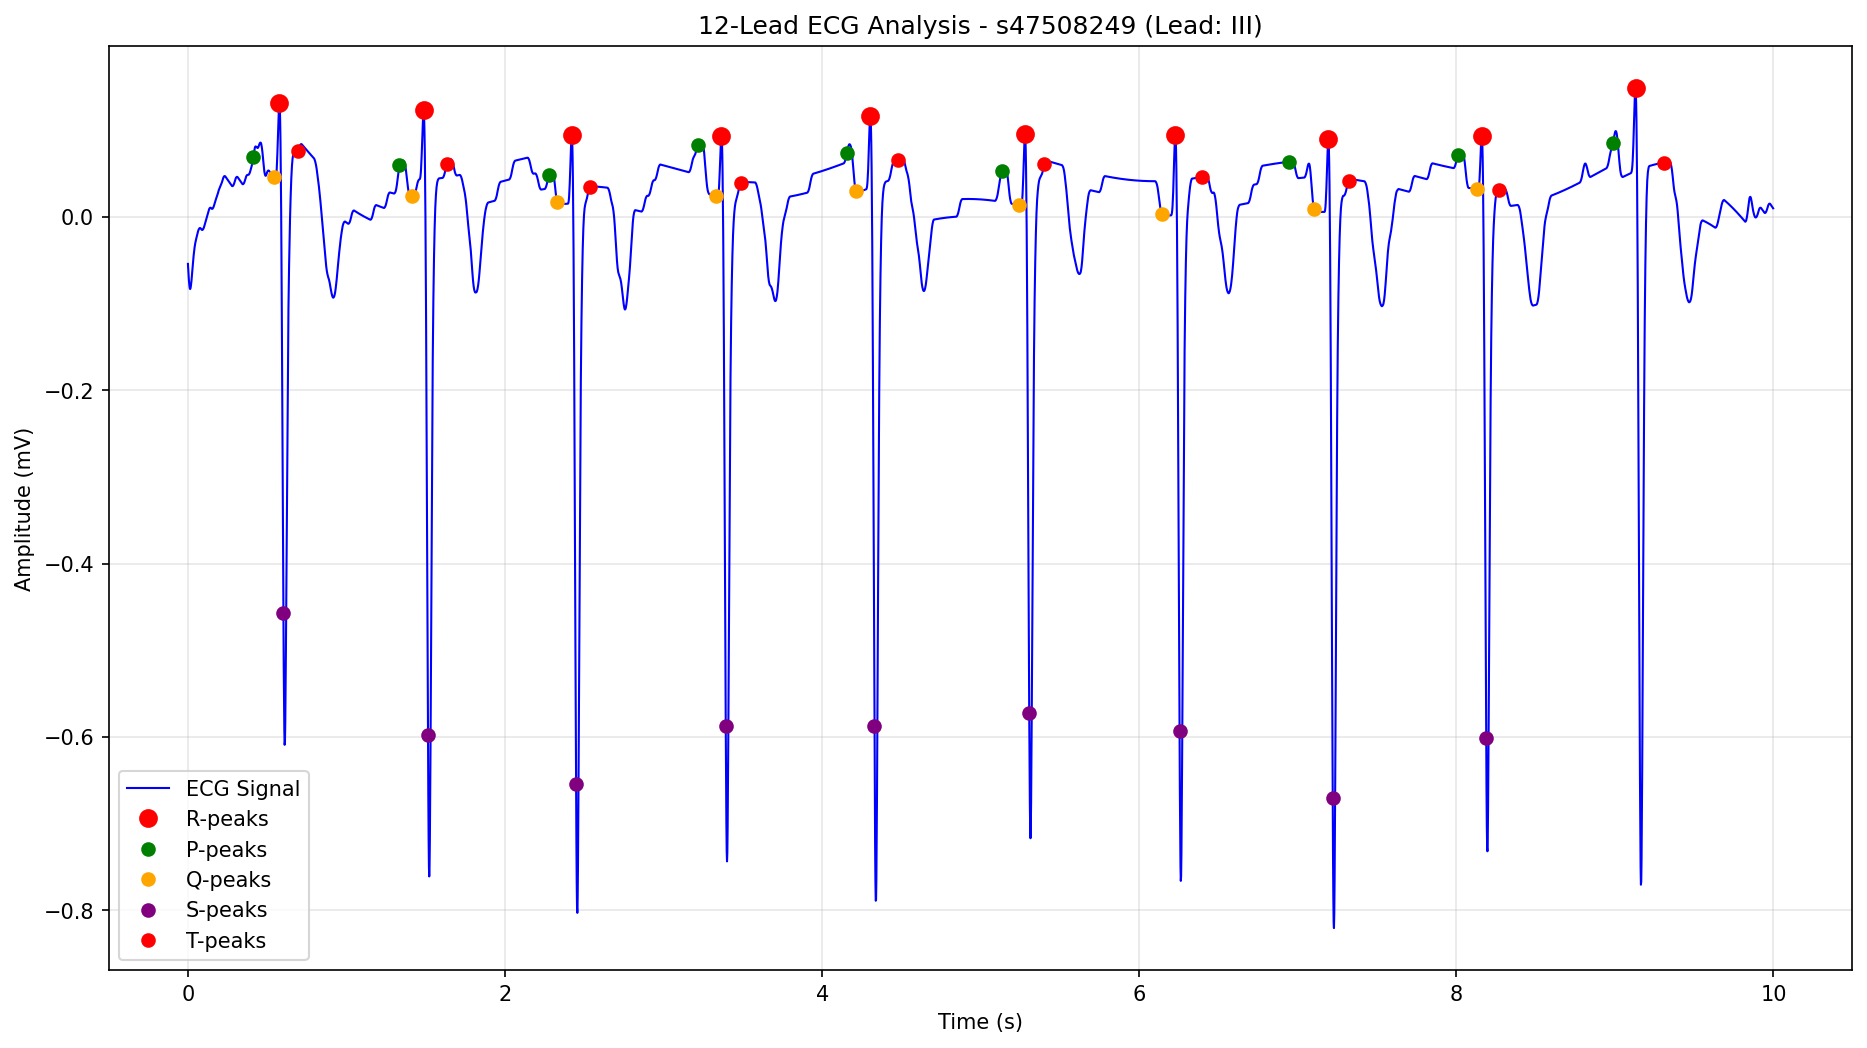 12-Lead ECG Analysis - s47508249 (Lead: III)
Amplitude (mV)
0.0
−0.2
−0.4
−0.6
−0.8
ECG Signal
R-peaks
P-peaks
Q-peaks
S-peaks
T-peaks
0 2 4 6 8 10
Time (s)